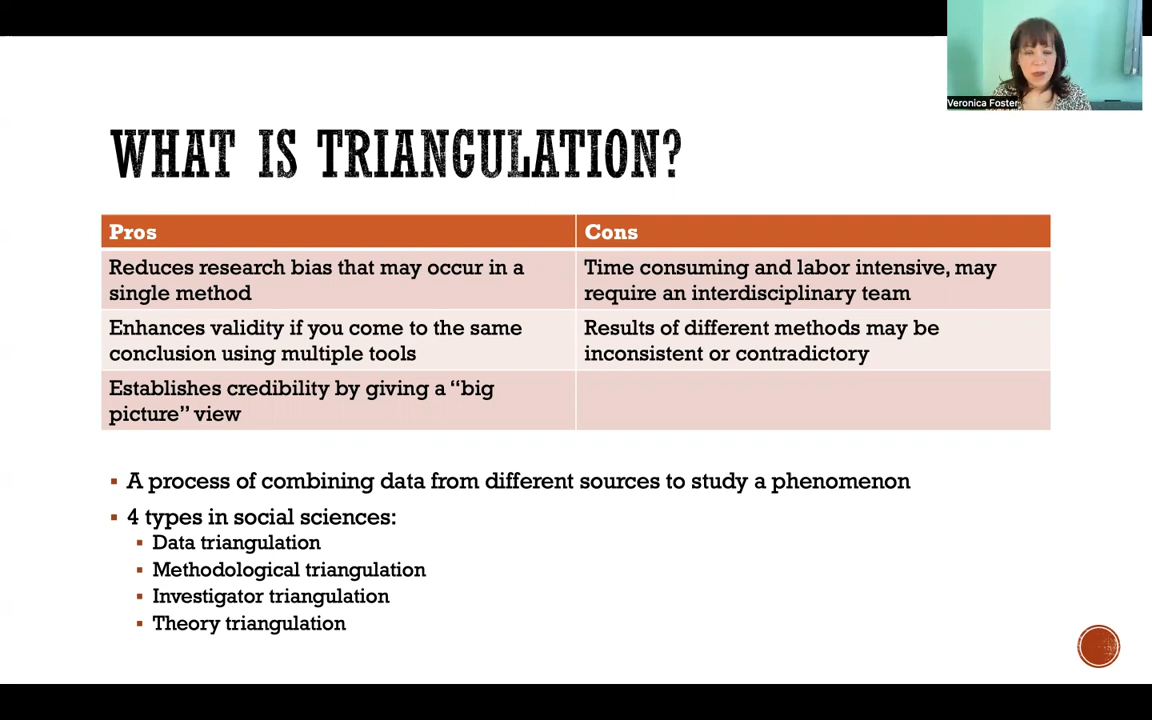 Veronica Foster
WHAT IS TRIANGULATION?
Pros
Cons
Reduces research bias that may occur in a
single method
Time consuming and labor intensive, may
require an interdisciplinary team
Enhances validity if you come to the same
conclusion using multiple tools
Results of different methods may be
inconsistent or contradictory
Establishes credibility by giving a “big
picture” view
▪ A process of combining data from different sources to study a phenomenon
▪ 4 types in social sciences:
▪ Data triangulation
▪ Methodological triangulation
▪ Investigator triangulation
▪ Theory triangulation